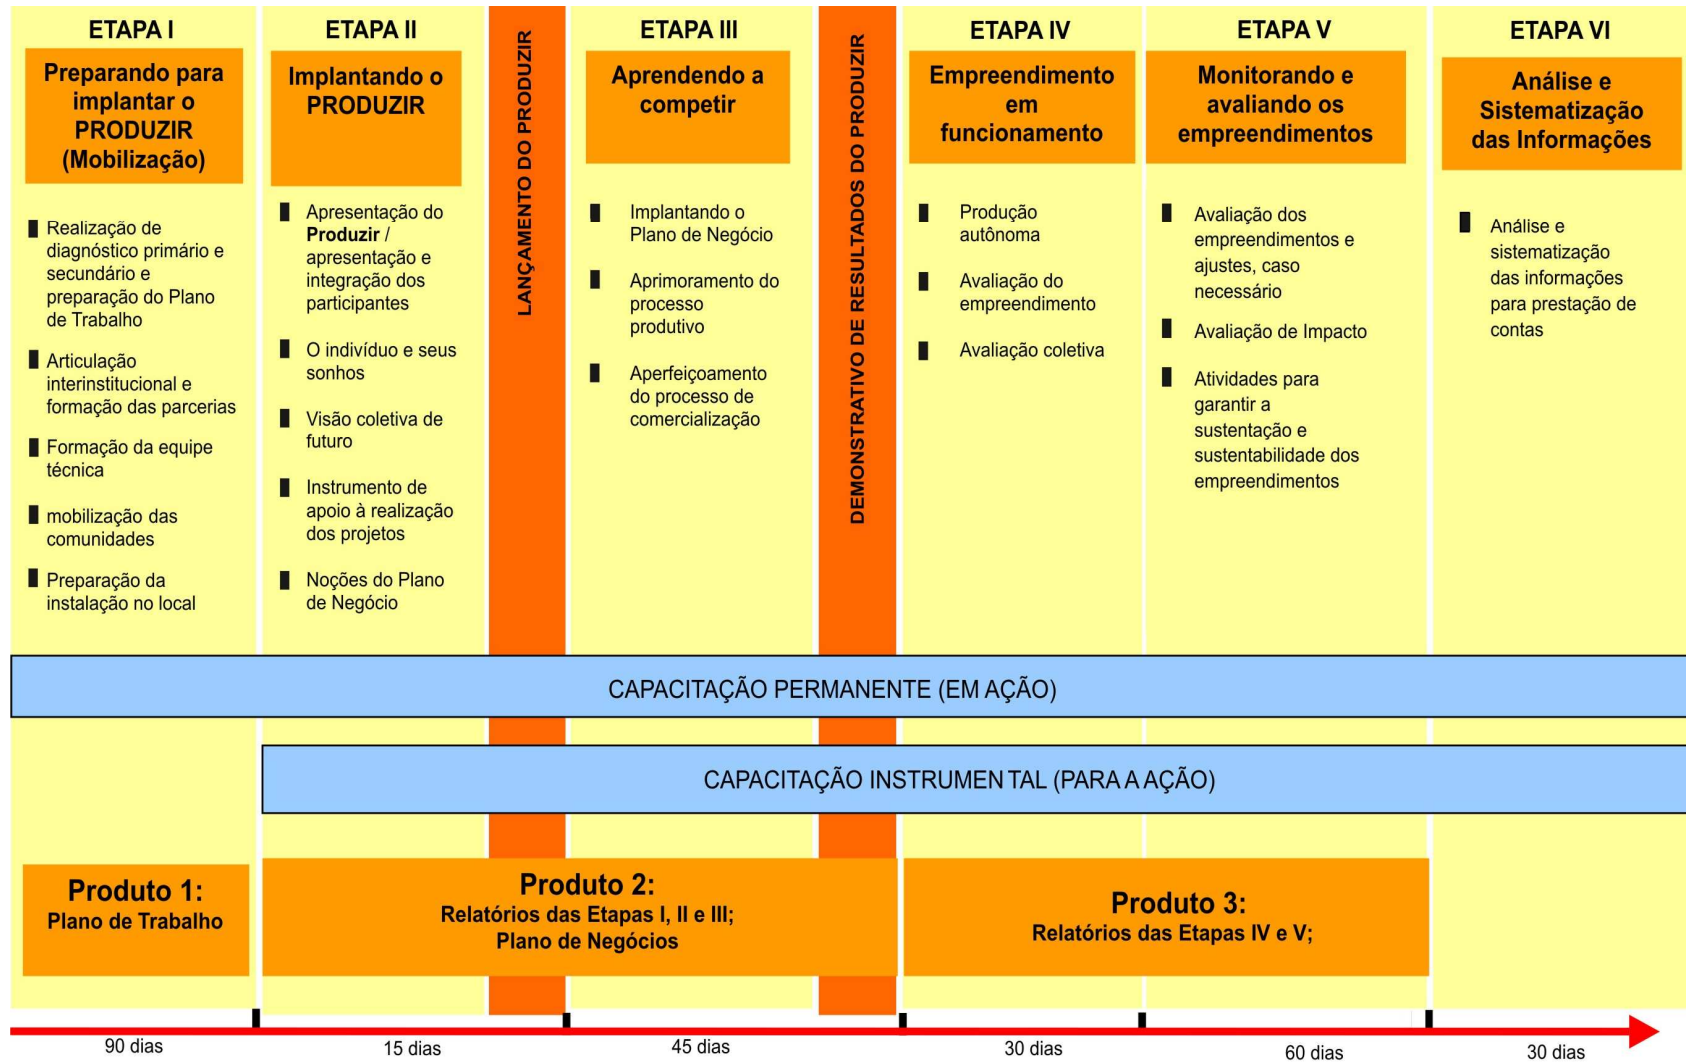 ETAPA I
Preparando para
implantar o
PRODUZIR
(Mobilização)
Realização de
diagnóstico primário e
secundário e
preparação do Plano
de Trabalho
Articulação
interinstitucional e
formação das parcerias
Formação da equipe
técnica
mobilização das
comunidades
Preparação da
instalação no local
ETAPA II
Implantando o
PRODUZIR
Apresentação do
Produzir /
apresentação e
integração dos
participantes
O indivíduo e seus
sonhos
Visão coletiva de
futuro
Instrumento de
apoio à realização
dos projetos
Noções do Plano
de Negócio
LANÇAMENTO DO PRODUZIR
ETAPA III
Aprendendo a
competir
Implantando o
Plano de Negócio
Aprimoramento do
processo
produtivo
Aperfeiçoamento
do processo de
comercialização
DEMONSTRATIVO DE RESULTADOS DO PRODUZIR
ETAPA IV
Empreendimento
em
funcionamento
Produção
autônoma
Avaliação do
empreendimento
Avaliação coletiva
ETAPA V
Monitorando e
avaliando os
empreendimentos
Avaliação dos
empreendimentos e
ajustes, caso
necessário
Avaliação de Impacto
Atividades para
garantir a
sustentação e
sustentabilidade dos
empreendimentos
ETAPA VI
Análise e
Sistematização
das Informações
Análise e
sistematização
das informações
para prestação de
contas
CAPACITAÇÃO PERMANENTE (EM AÇÃO)
CAPACITAÇÃO INSTRUMEN TAL (PARA A AÇÃO)
Produto 1:
Plano de Trabalho
Produto 2:
Relatórios das Etapas I, II e III;
Plano de Negócios
Produto 3:
Relatórios das Etapas IV e V;
90 dias
15 dias
45 dias
30 dias
60 dias
30 dias